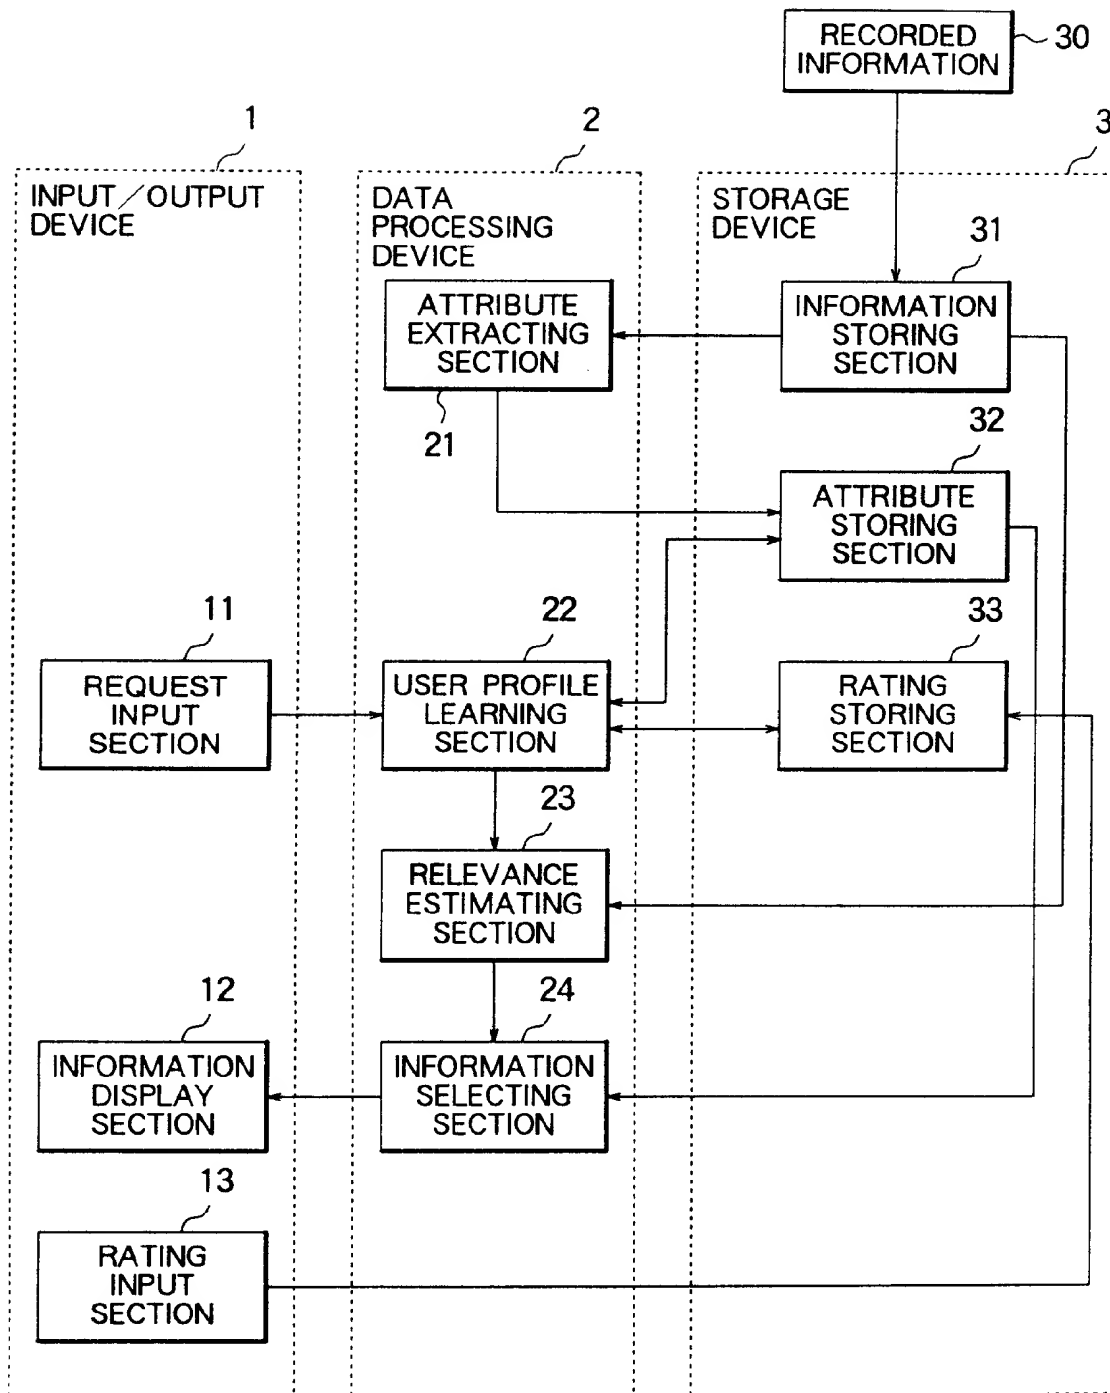 RECORDED
INFORMATION
30
1
2
3
INPUT/OUTPUT
DEVICE
DATA
PROCESSING
DEVICE
STORAGE
DEVICE
31
ATTRIBUTE
EXTRACTING
SECTION
INFORMATION
STORING
SECTION
21
32
ATTRIBUTE
STORING
SECTION
11
22
33
REQUEST
INPUT
SECTION
USER PROFILE
LEARNING
SECTION
RATING
STORING
SECTION
23
RELEVANCE
ESTIMATING
SECTION
12
24
INFORMATION
DISPLAY
SECTION
INFORMATION
SELECTING
SECTION
13
RATING
INPUT
SECTION